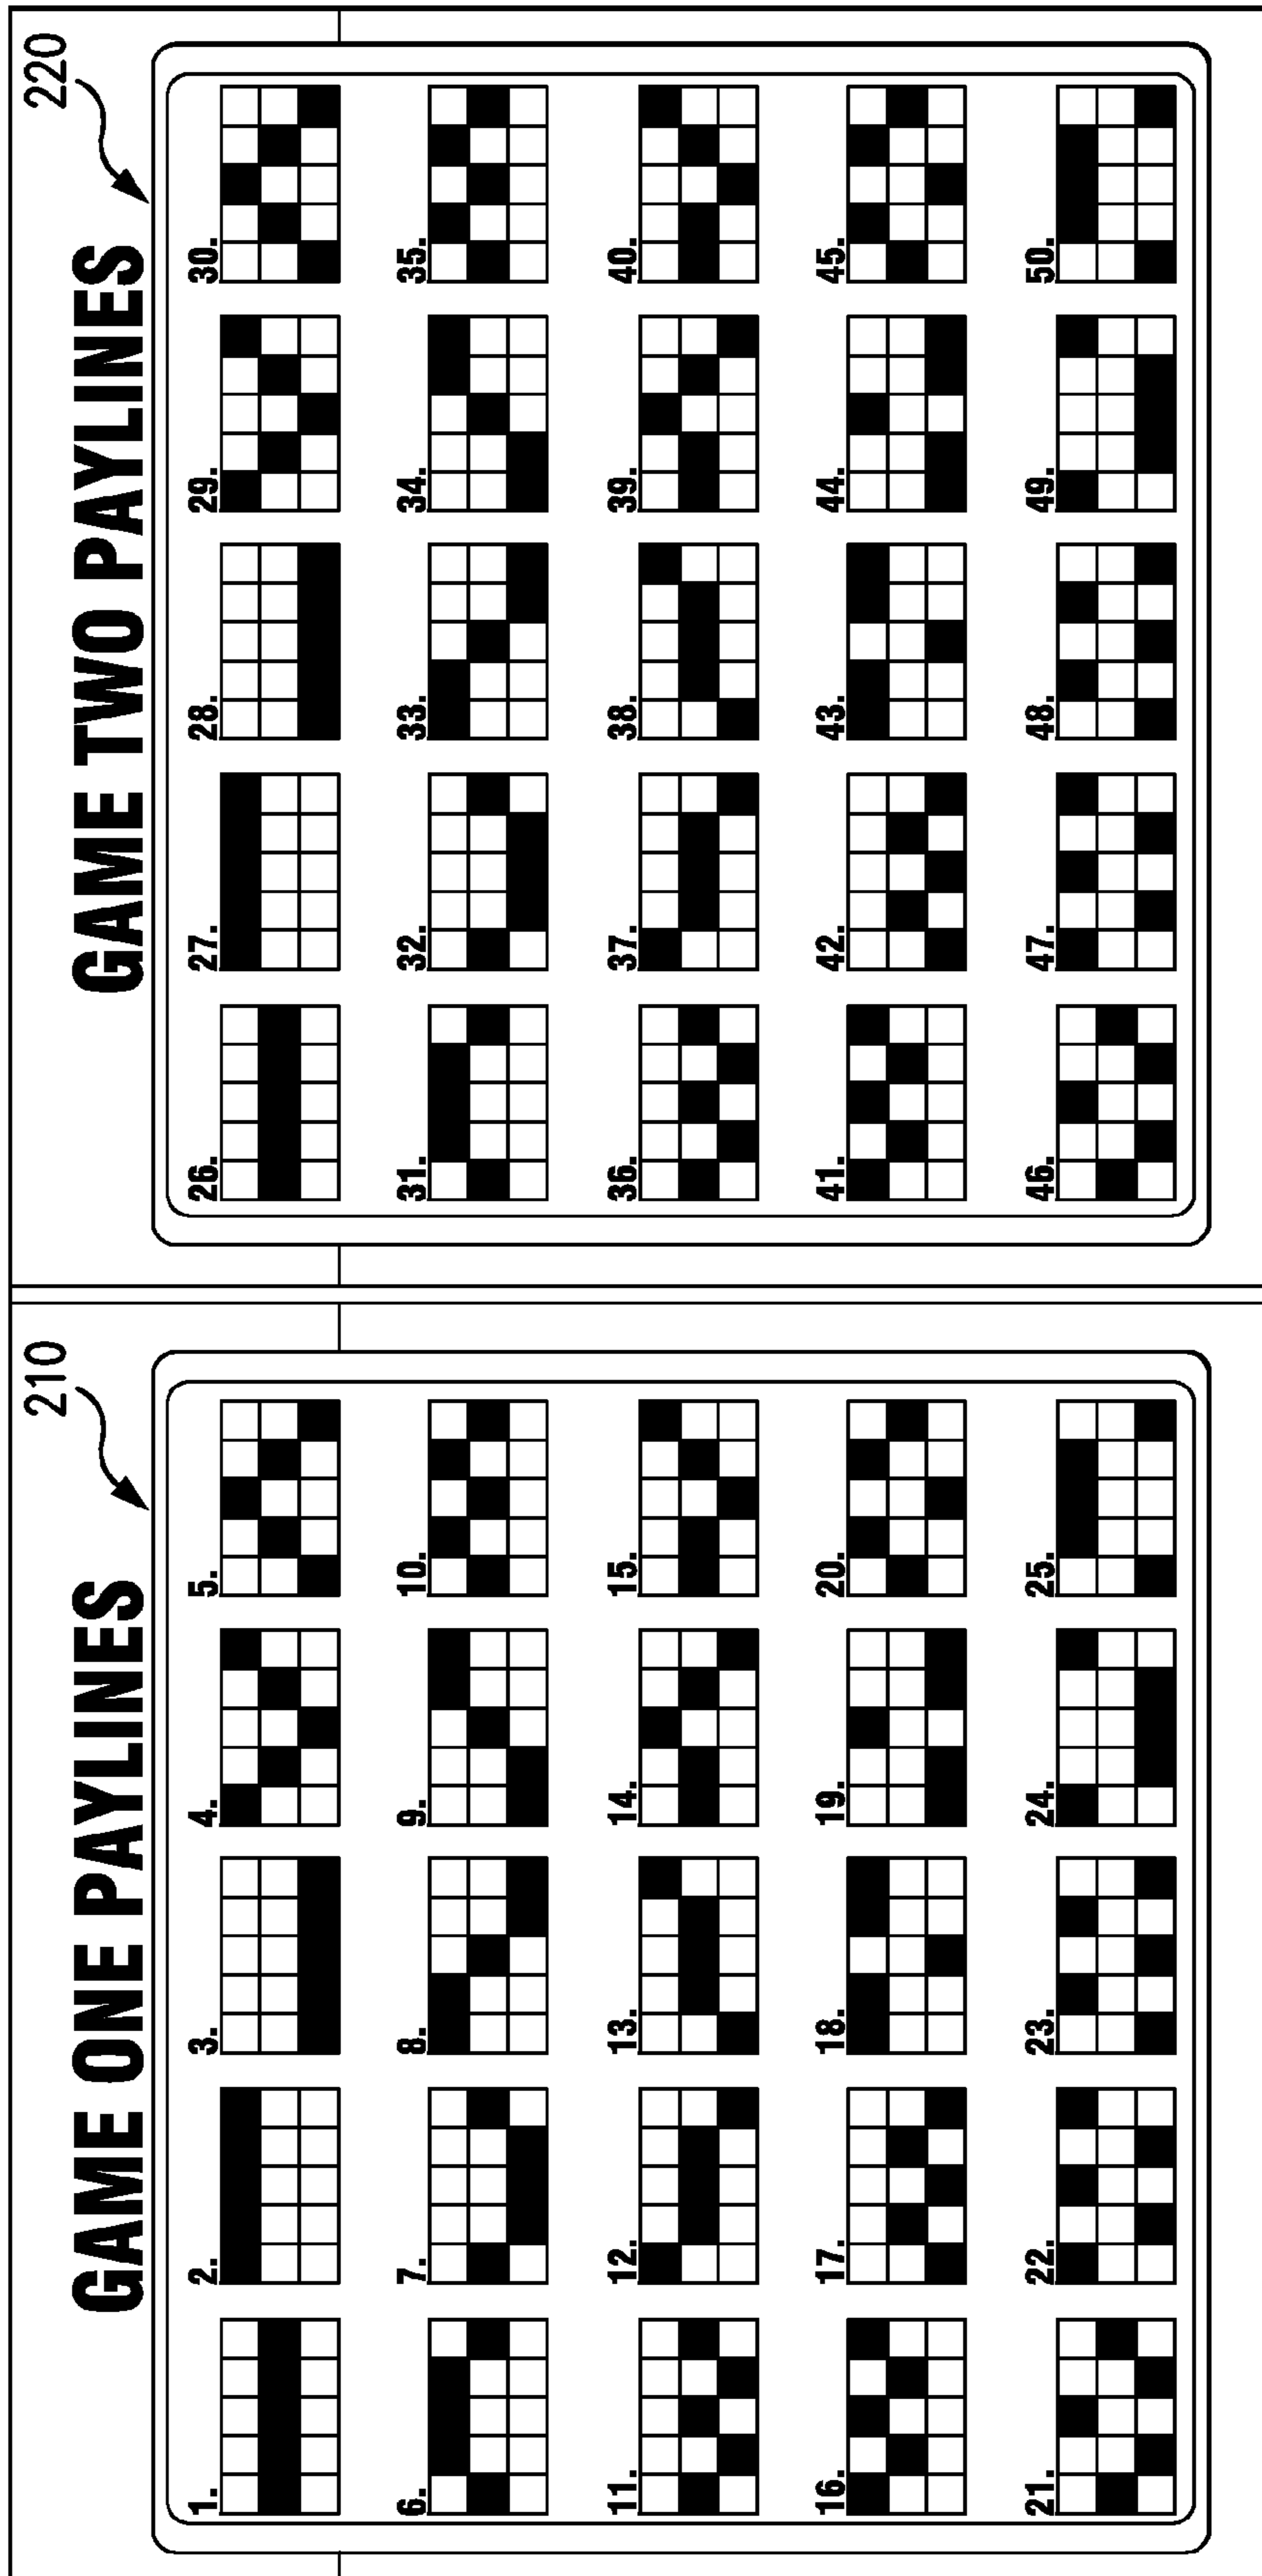 210
GAME ONE PAYLINES
1. 2. 3. 4. 5.
6. 7. 8. 9. 10.
11. 12. 13. 14. 15.
16. 17. 18. 19. 20.
21. 22. 23. 24. 25.
220
GAME TWO PAYLINES
26. 27. 28. 29. 30.
31. 32. 33. 34. 35.
36. 37. 38. 39. 40.
41. 42. 43. 44. 45.
46. 47. 48. 49. 50.